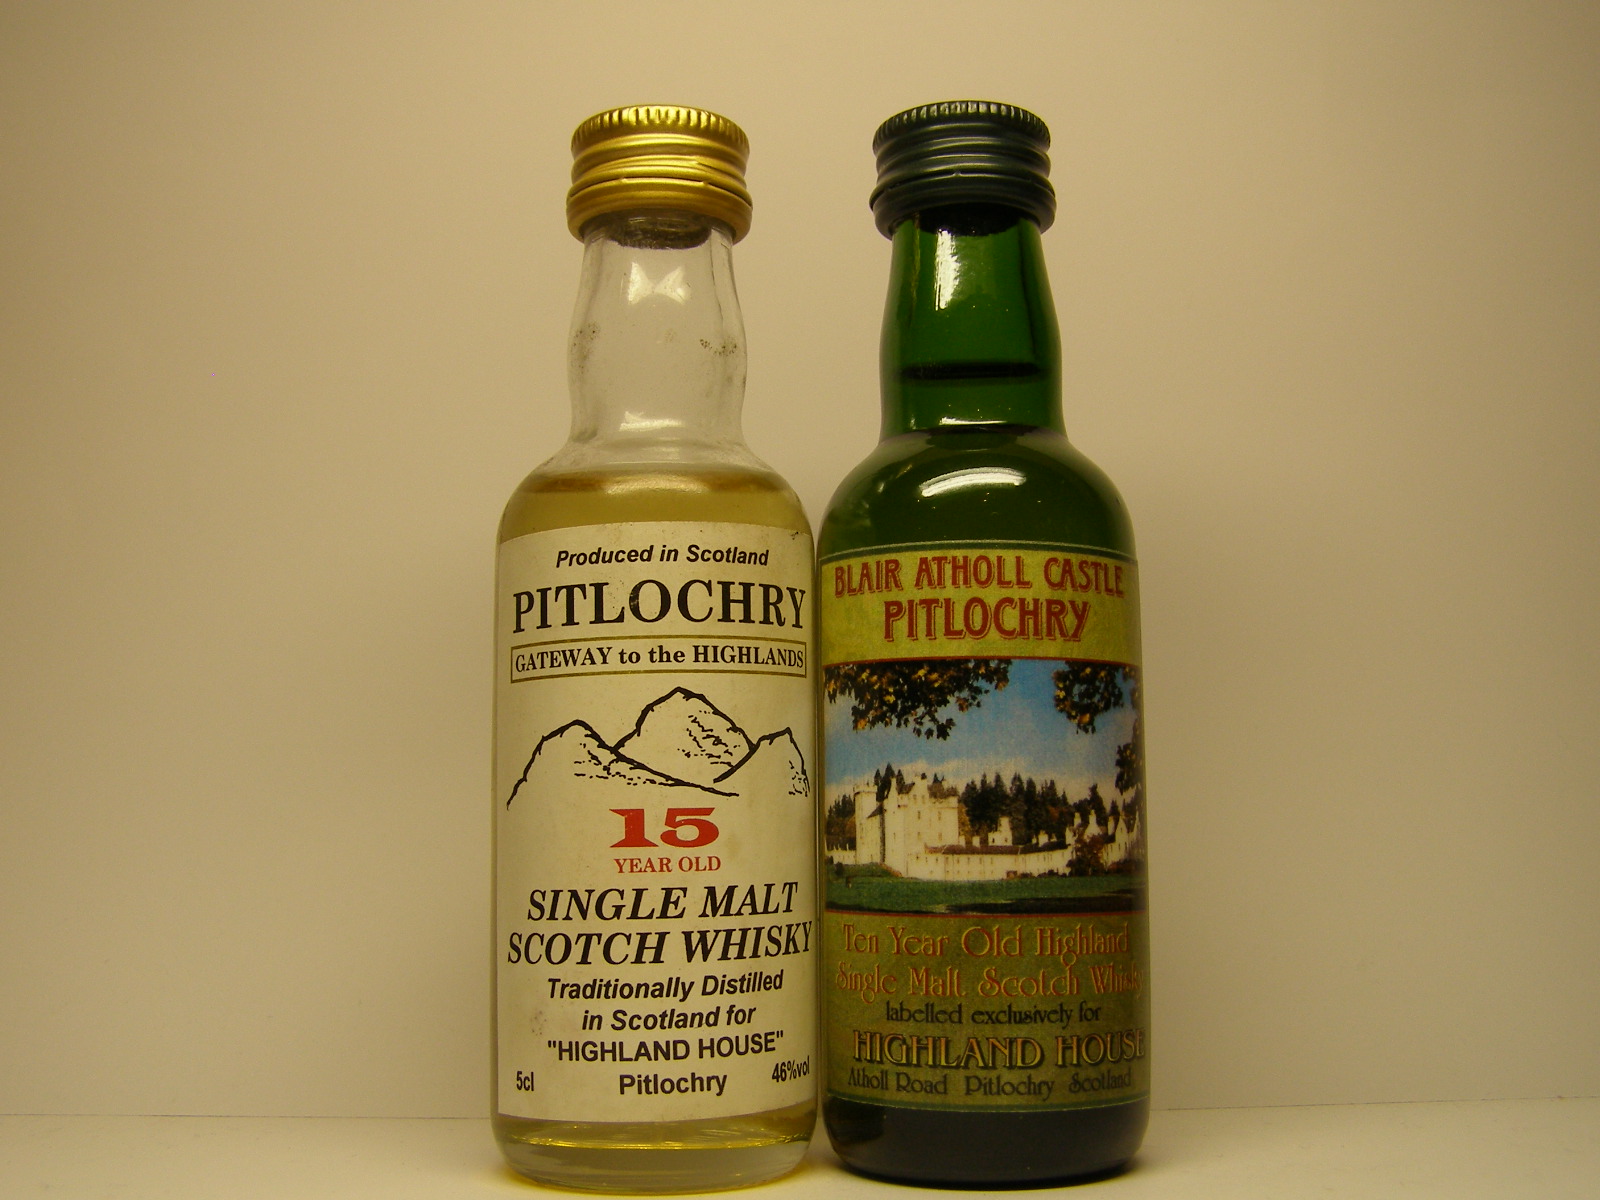 Produced in Scotland
PITLOCHRY
GATEWAY to the HIGHLANDS
15
YEAR OLD
SINGLE MALT
SCOTCH WHISKY
Traditionally Distilled
in Scotland for
"HIGHLAND HOUSE"
5cl Pitlochry 46%vol
BLAIR ATHOLL CASTLE
PITLOCHRY
Ten Year Old Highland
Single Malt Scotch Whisky
labelled exclusively for
HIGHLAND HOUSE
Atholl Road Pitlochry Scotland